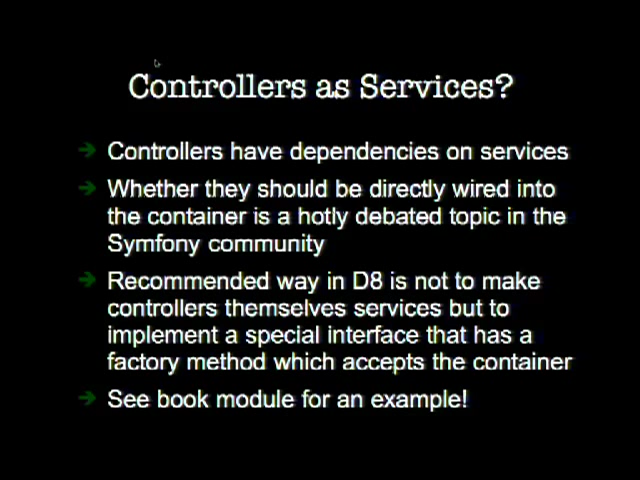 Controllers as Services?
Controllers have dependencies on services
Whether they should be directly wired into
the container is a hotly debated topic in the
Symfony community
Recommended way in D8 is not to make
controllers themselves services but to
implement a special interface that has a
factory method which accepts the container
See book module for an example!